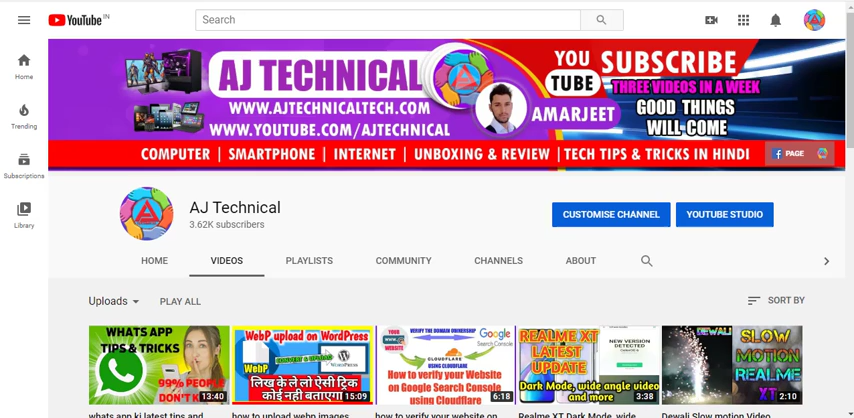 YouTube IN
Search
Home
Trending
Subscriptions
Library
AJ TECHNICAL
WWW.AJTECHNICALTECH.COM
WWW.YOUTUBE.COM/AJTECHNICAL
YOU
TUBE
SUBSCRIBE
THREE VIDEOS IN A WEEK
GOOD THINGS
WILL COME
AMARJEET
COMPUTER | SMARTPHONE | INTERNET | UNBOXING & REVIEW | TECH TIPS & TRICKS IN HINDI
f PAGE
AJ Technical
3.62K subscribers
CUSTOMISE CHANNEL
YOUTUBE STUDIO
HOME VIDEOS PLAYLISTS COMMUNITY CHANNELS ABOUT
Uploads PLAY ALL SORT BY
WHATS APP
TIPS & TRICKS
99% PEOPLE
DON'T K
13:40
WebP upload on WordPress
WebP
CONVERT & UPLOAD
WordPress
लिख के ले लो ऐसी ट्रिक
कोई नही बताएगा
15:09
VERIFY THE DOMAIN OWNERSHIP
YOUR
WEBSITE
Google
Search Console
CLOUDFLARE
USING CLOUDFLARE
How to verify your Website
on Google Search Console
using Cloudflare
6:18
REALME XT
LATEST
UPDATE
NEW VERSION
DETECTED
Dark Mode, wide angle video
and more
3:38
DEWALI
SLOW
MOTION
REALME
XT
2:10
whats app ki latest tips and
how to upload webp images
how to verify your website on
Realme XT Dark Mode, wide
Dewali Slow motion Video